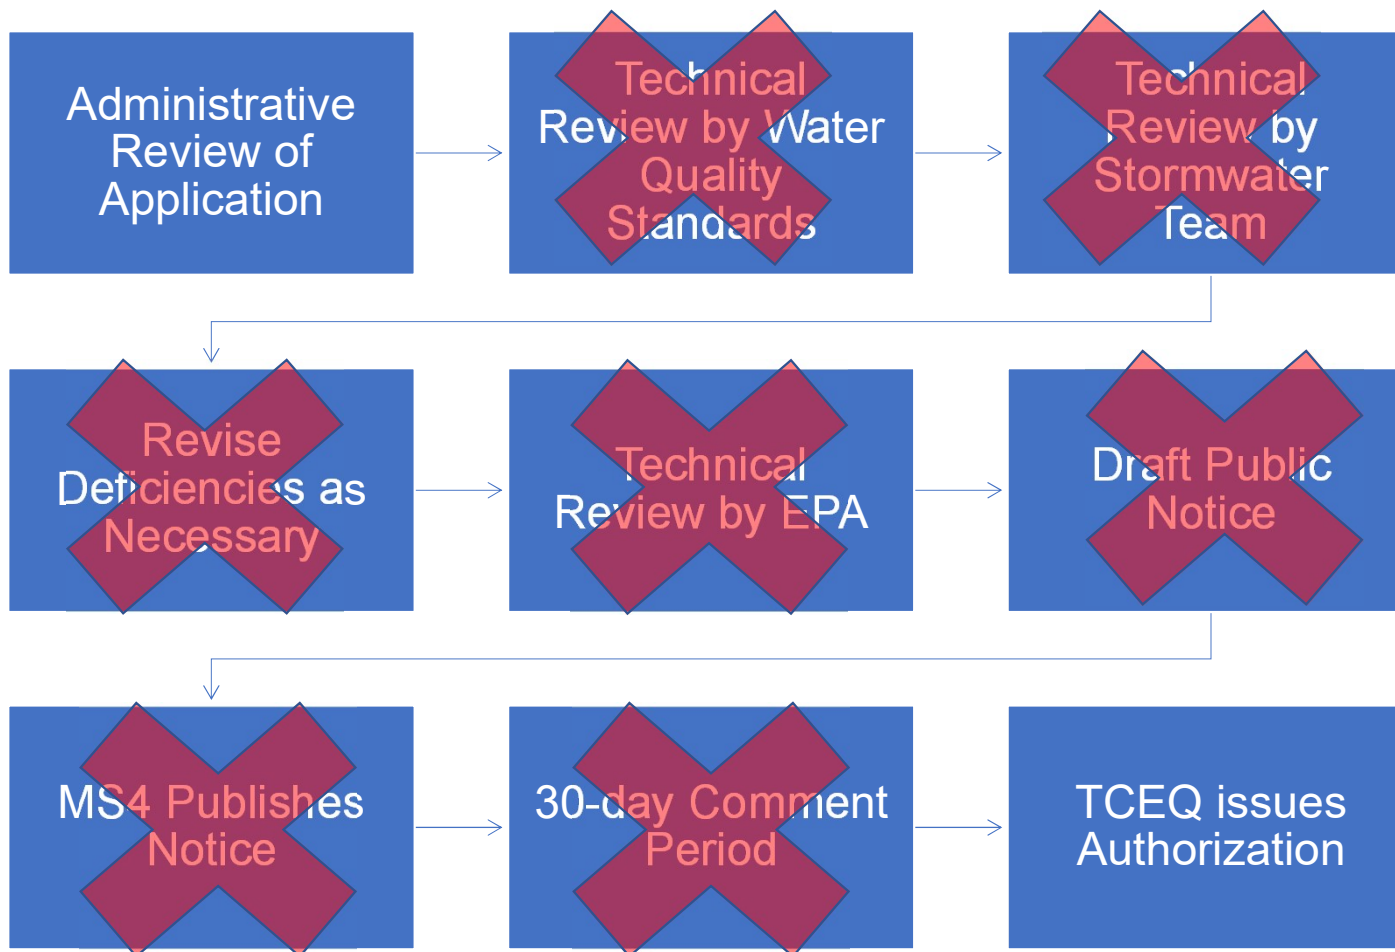 Administrative
Review of
Application
Technical
Review by Water
Quality
Standards
Technical
Review by
Stormwater
Team
Revise
Deficiencies as
Necessary
Technical
Review by EPA
Draft Public
Notice
MS4 Publishes
Notice
30-day Comment
Period
TCEQ issues
Authorization